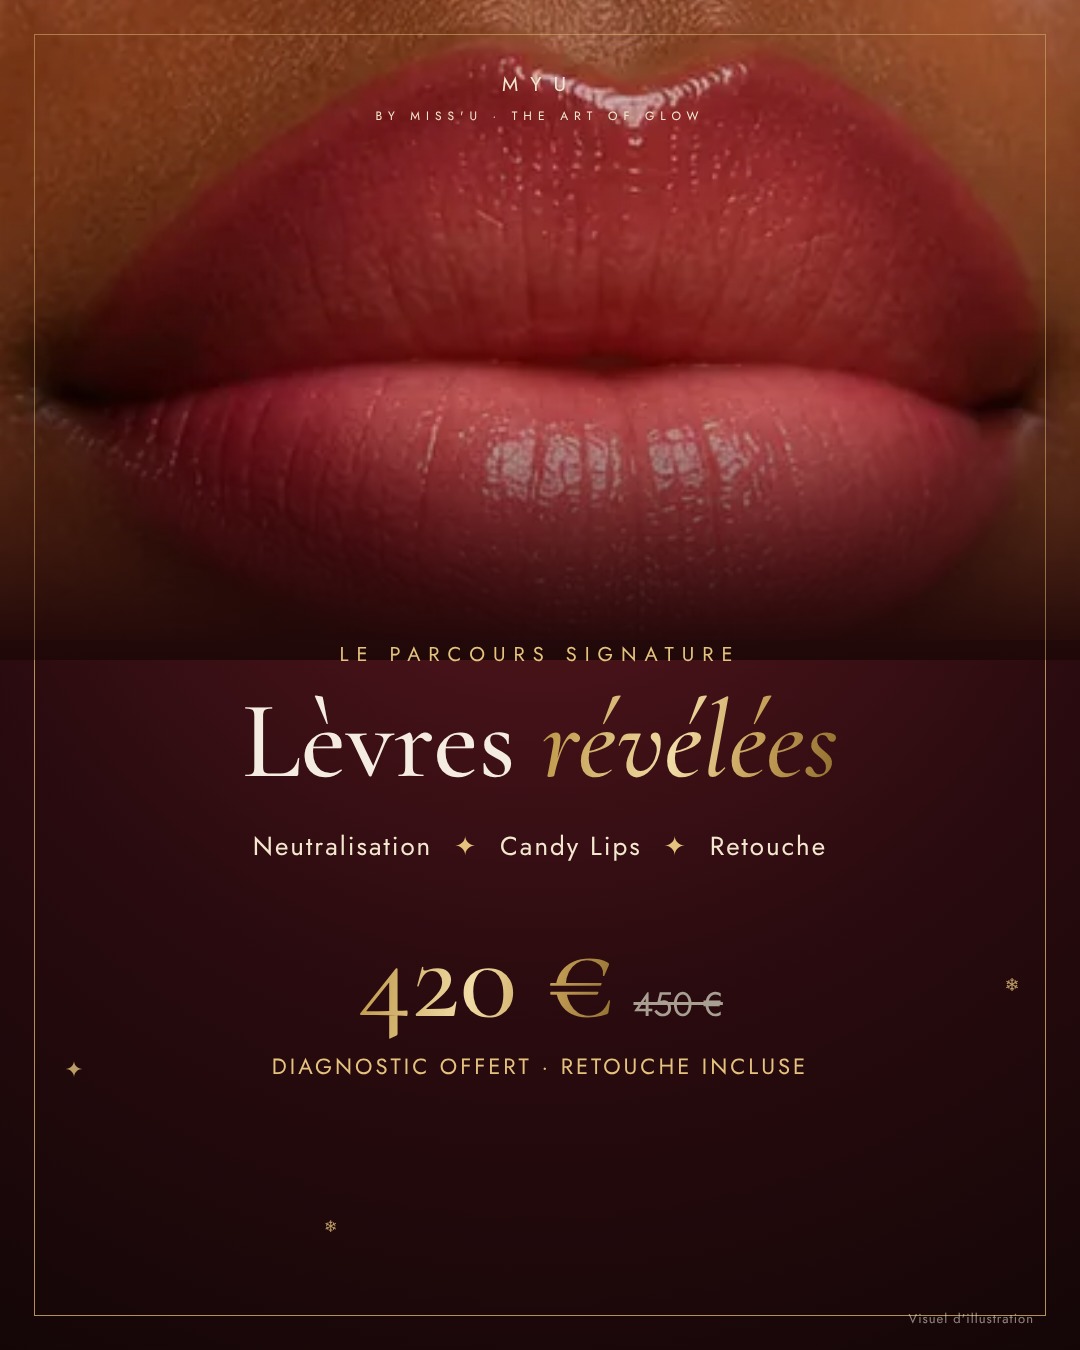 MYU
BY MISS'U · THE ART OF GLOW
LE PARCOURS SIGNATURE
Lèvres révélées
Neutralisation ✦ Candy Lips ✦ Retouche
420 € 450 €
DIAGNOSTIC OFFERT · RETOUCHE INCLUSE
Visuel d'illustration